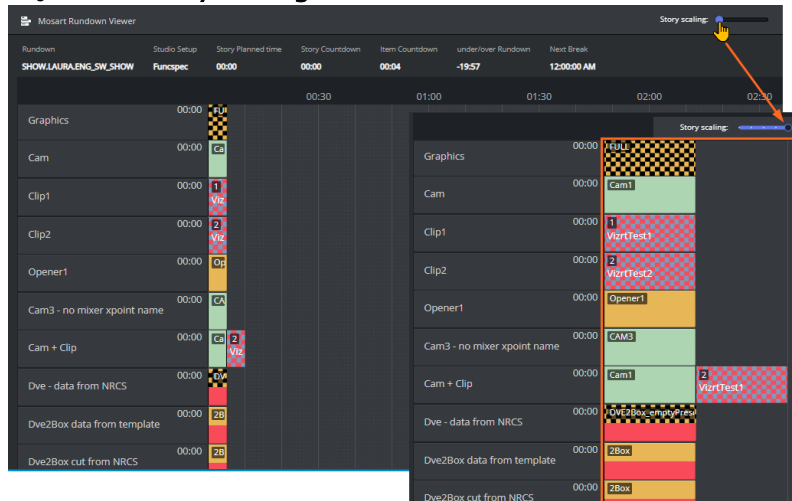 Mosart Rundown Viewer
Story scaling:
Rundown Studio Setup Story Planned time Story Countdown Item Countdown under/over Rundown Next Break
SHOW.LAURA.ENG_SW_SHOW Funcspec 00:00 00:00 00:04 -19:57 12:00:00 AM
00:30 01:00 01:30 02:00 02:30
Graphics 00:00 FUl
Cam 00:00 Ca
Clip1 00:00 1
Viz
Clip2 00:00 2
Viz
Opener1 00:00 Op
Cam3 - no mixer xpoint name 00:00 CA
Cam + Clip 00:00 Ca 2
Viz
Dve - data from NRCS 00:00 DV
Dve2Box data from template 00:00 2B
Dve2Box cut from NRCS 00:00 2B
Story scaling:
Graphics 00:00 FULL
Cam 00:00 Cam1
Clip1 00:00 1
VizrtTest1
Clip2 00:00 2
VizrtTest2
Opener1 00:00 Opener1
Cam3 - no mixer xpoint name 00:00 CAM3
Cam + Clip 00:00 Cam1 2
VizrtTest1
Dve - data from NRCS 00:00 DVE2Box_emptyPres
Dve2Box data from template 00:00 2Box
Dve2Box cut from NRCS 00:00 2Box